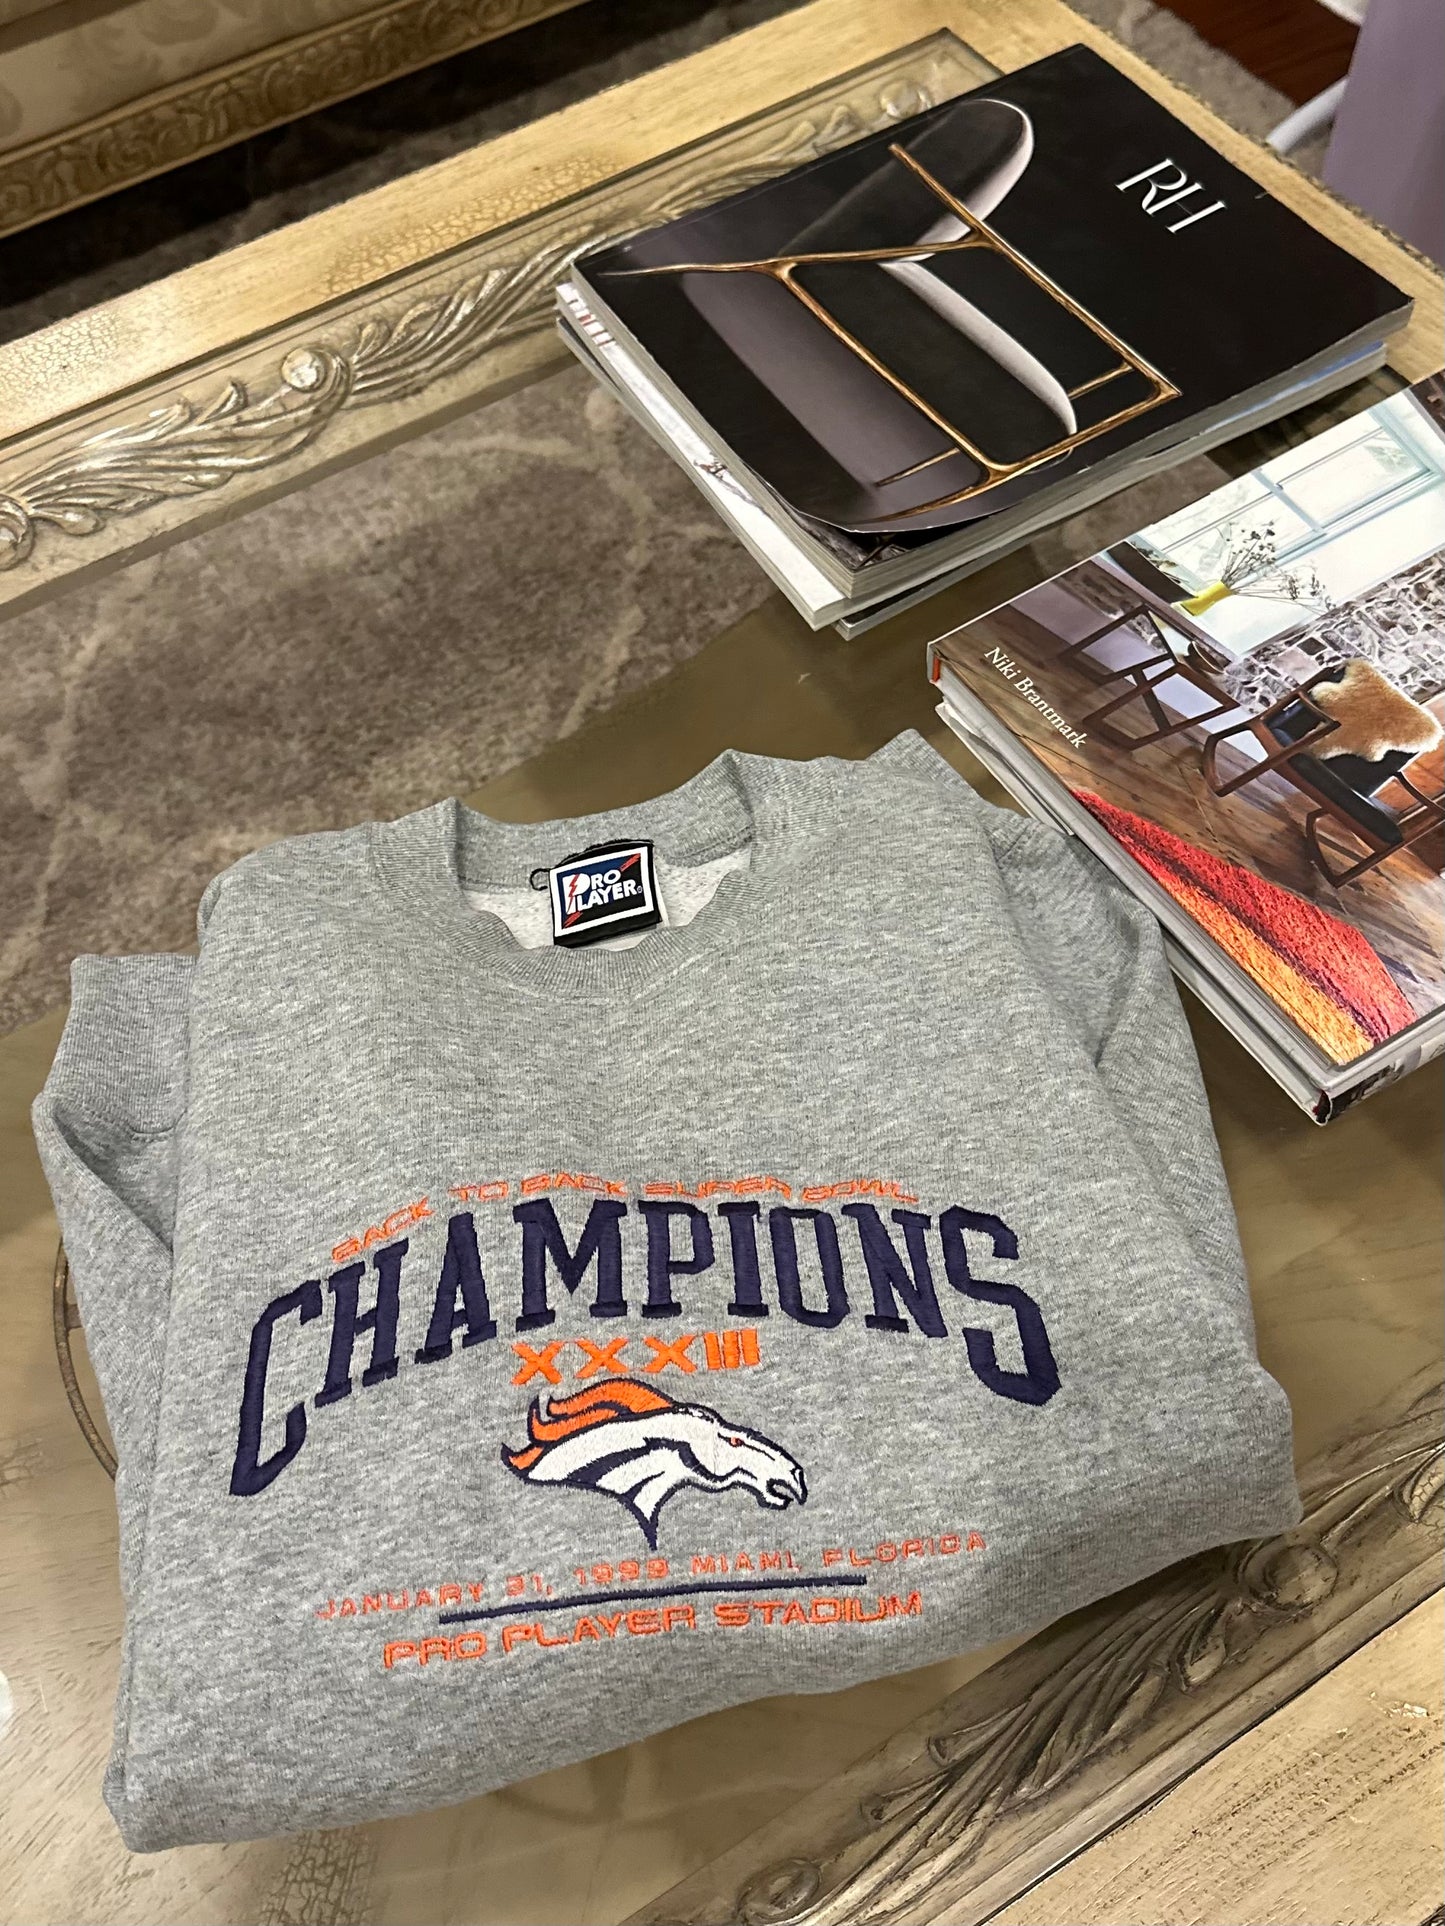 RH
Niki Brantmark
PRO
PLAYER
BACK TO BACK SUPER BOWL
CHAMPIONS
XXXIII
JANUARY 31, 1999 MIAMI, FLORIDA
PRO PLAYER STADIUM